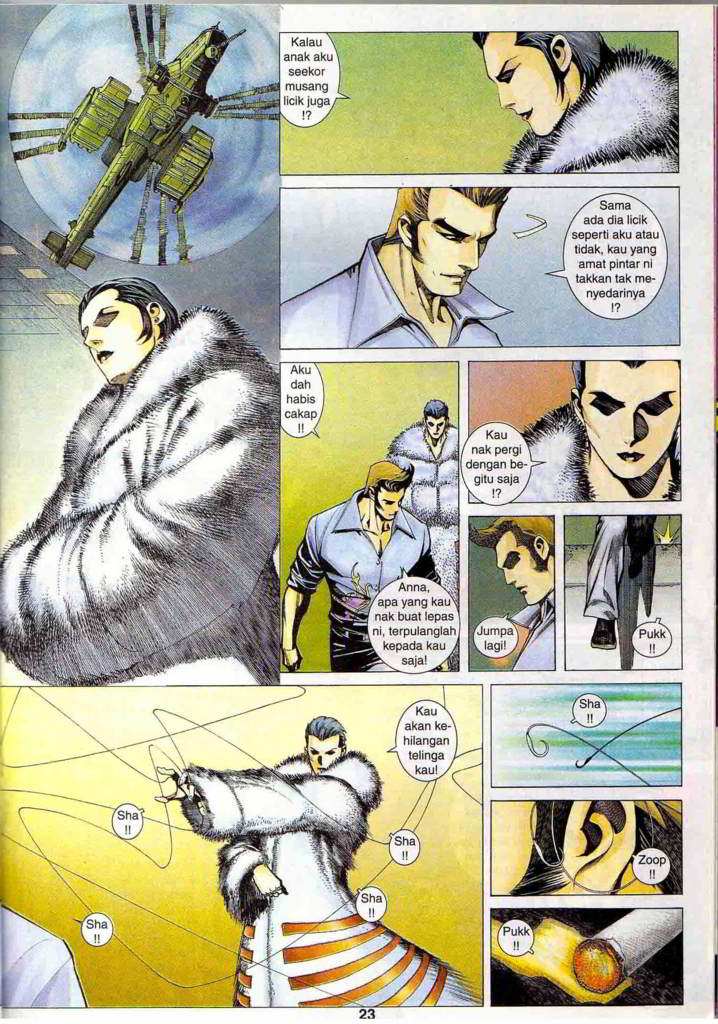 Kalau
anak aku
seekor
musang
licik juga
!?
Sama
ada dia licik
seperti aku atau
tidak, kau yang
amat pintar ni
takkan tak me-
nyedarinya
!?
Aku
dah
habis
cakap
!!
Anna,
apa yang kau
nak buat lepas
ni, terpulanglah
kepada kau
saja!
Kau
nak pergi
dengan be-
gitu saja
!?
Jumpa
lagi!
Pukk
!!
Kau
akan ke-
hilangan
telinga
kau!
Sha
!!
Sha
!!
Sha
!!
Sha
!!
Sha
!!
Zoop
!!
Pukk
!!
23